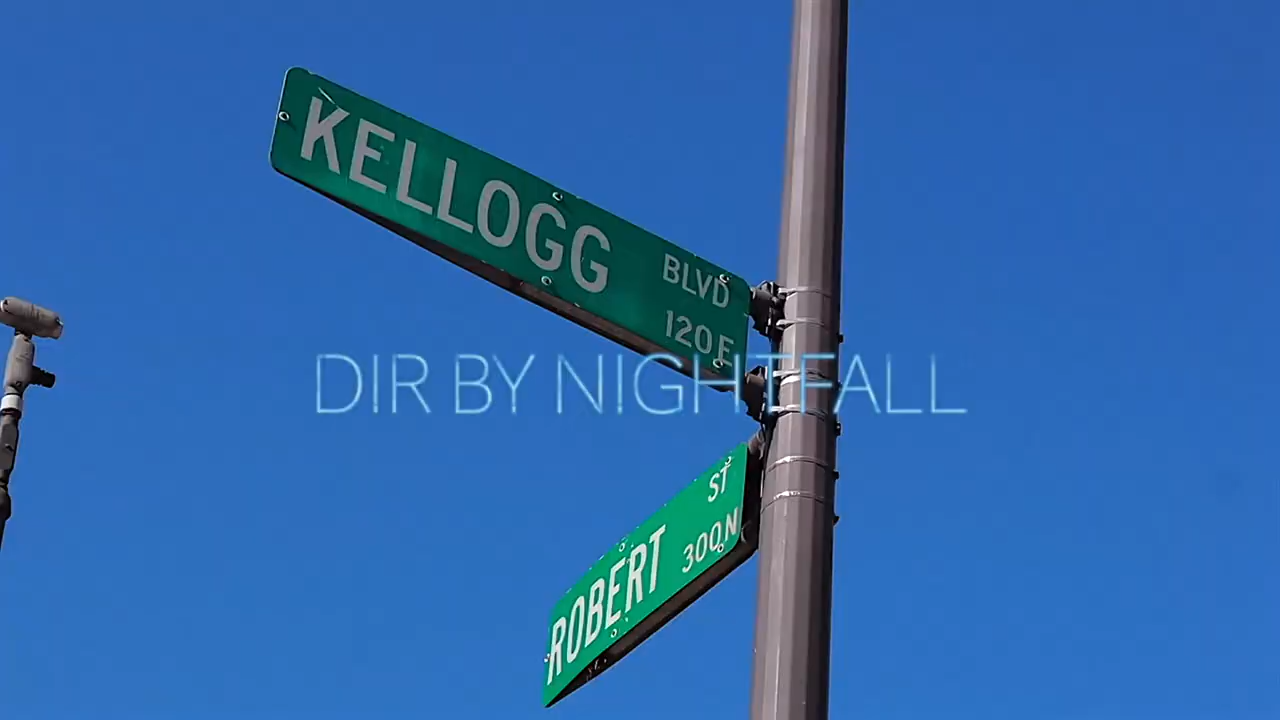 KELLOGG BLVD
120 E
DIR BY NIGHTFALL
ROBERT ST
300 N